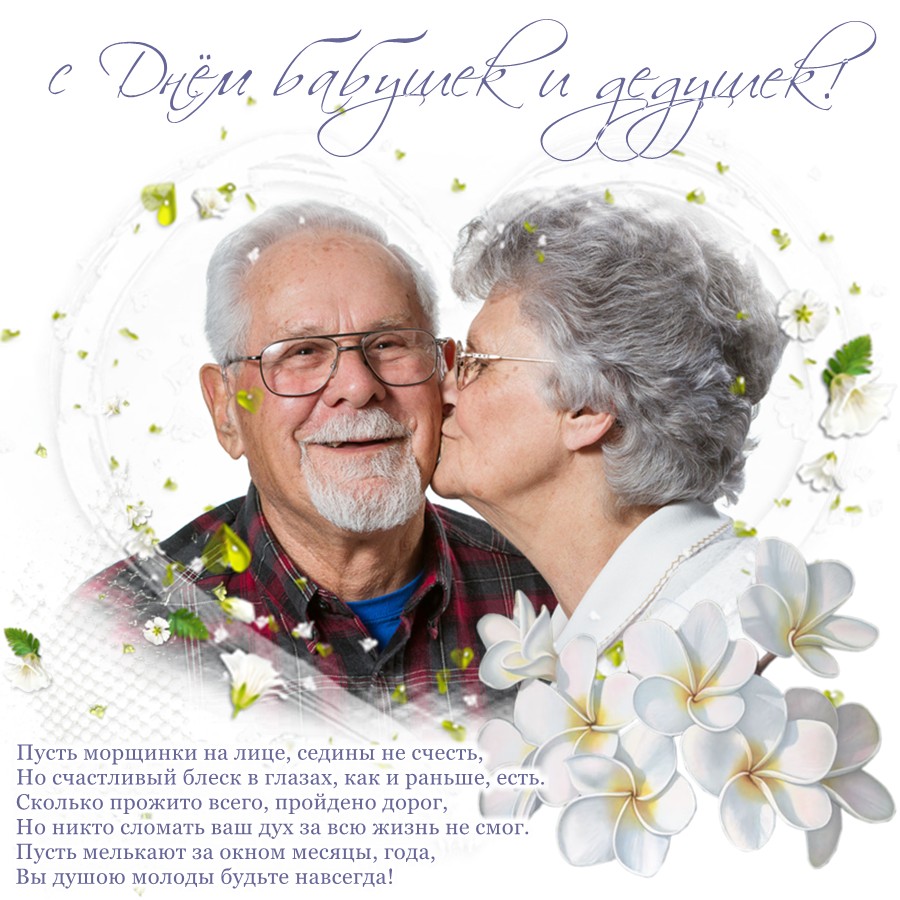 с Днём бабушек и дедушек!
Пусть морщинки на лице, седины не счесть,
Но счастливый блеск в глазах, как и раньше, есть.
Сколько прожито всего, пройдено дорог,
Но никто сломать ваш дух за всю жизнь не смог.
Пусть мелькают за окном месяцы, года,
Вы душою молоды будьте навсегда!